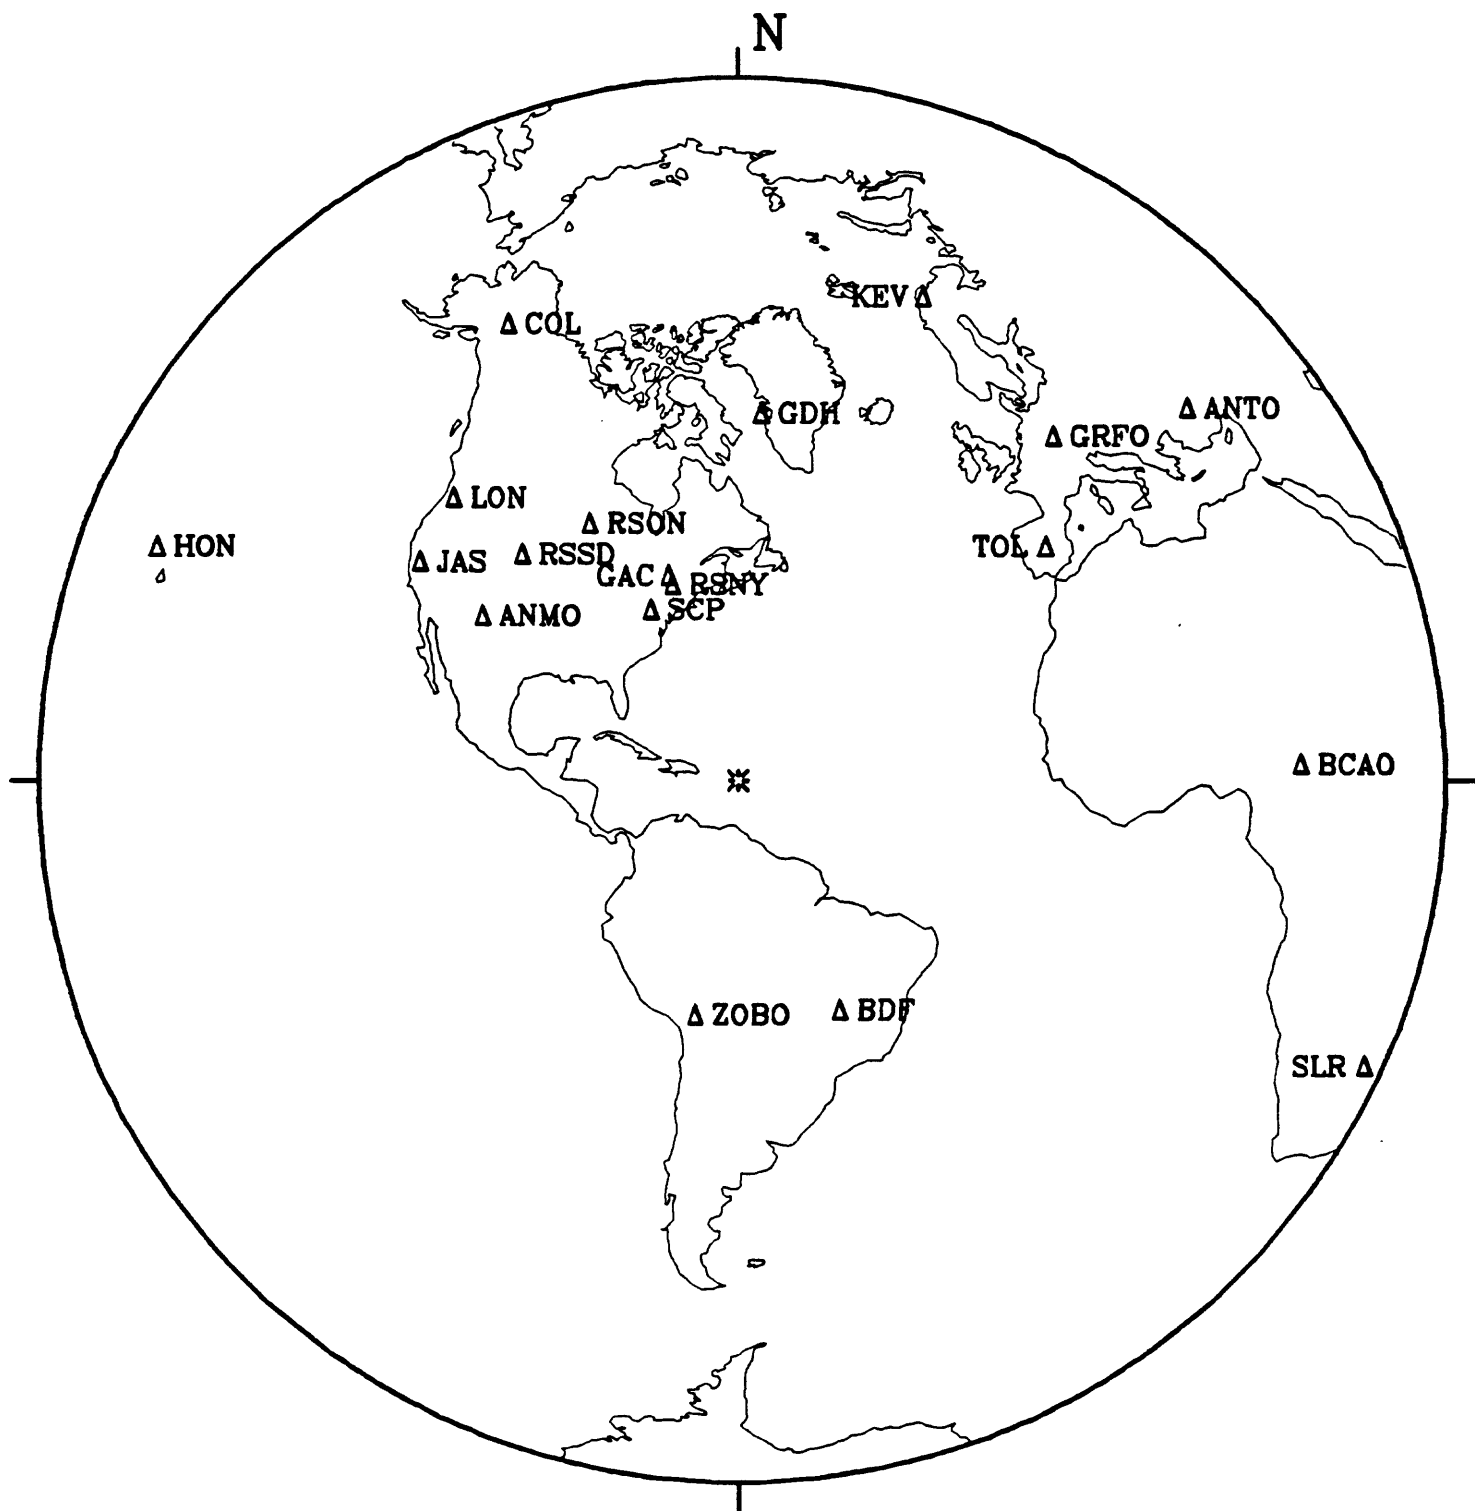 N
KEV
COL
GDH
ANTO
GRFO
LON
RSON
HON
JAS
RSSD
TOL
GAC
RSNY
SCP
ANMO
BCAO
ZOBO
BDF
SLR